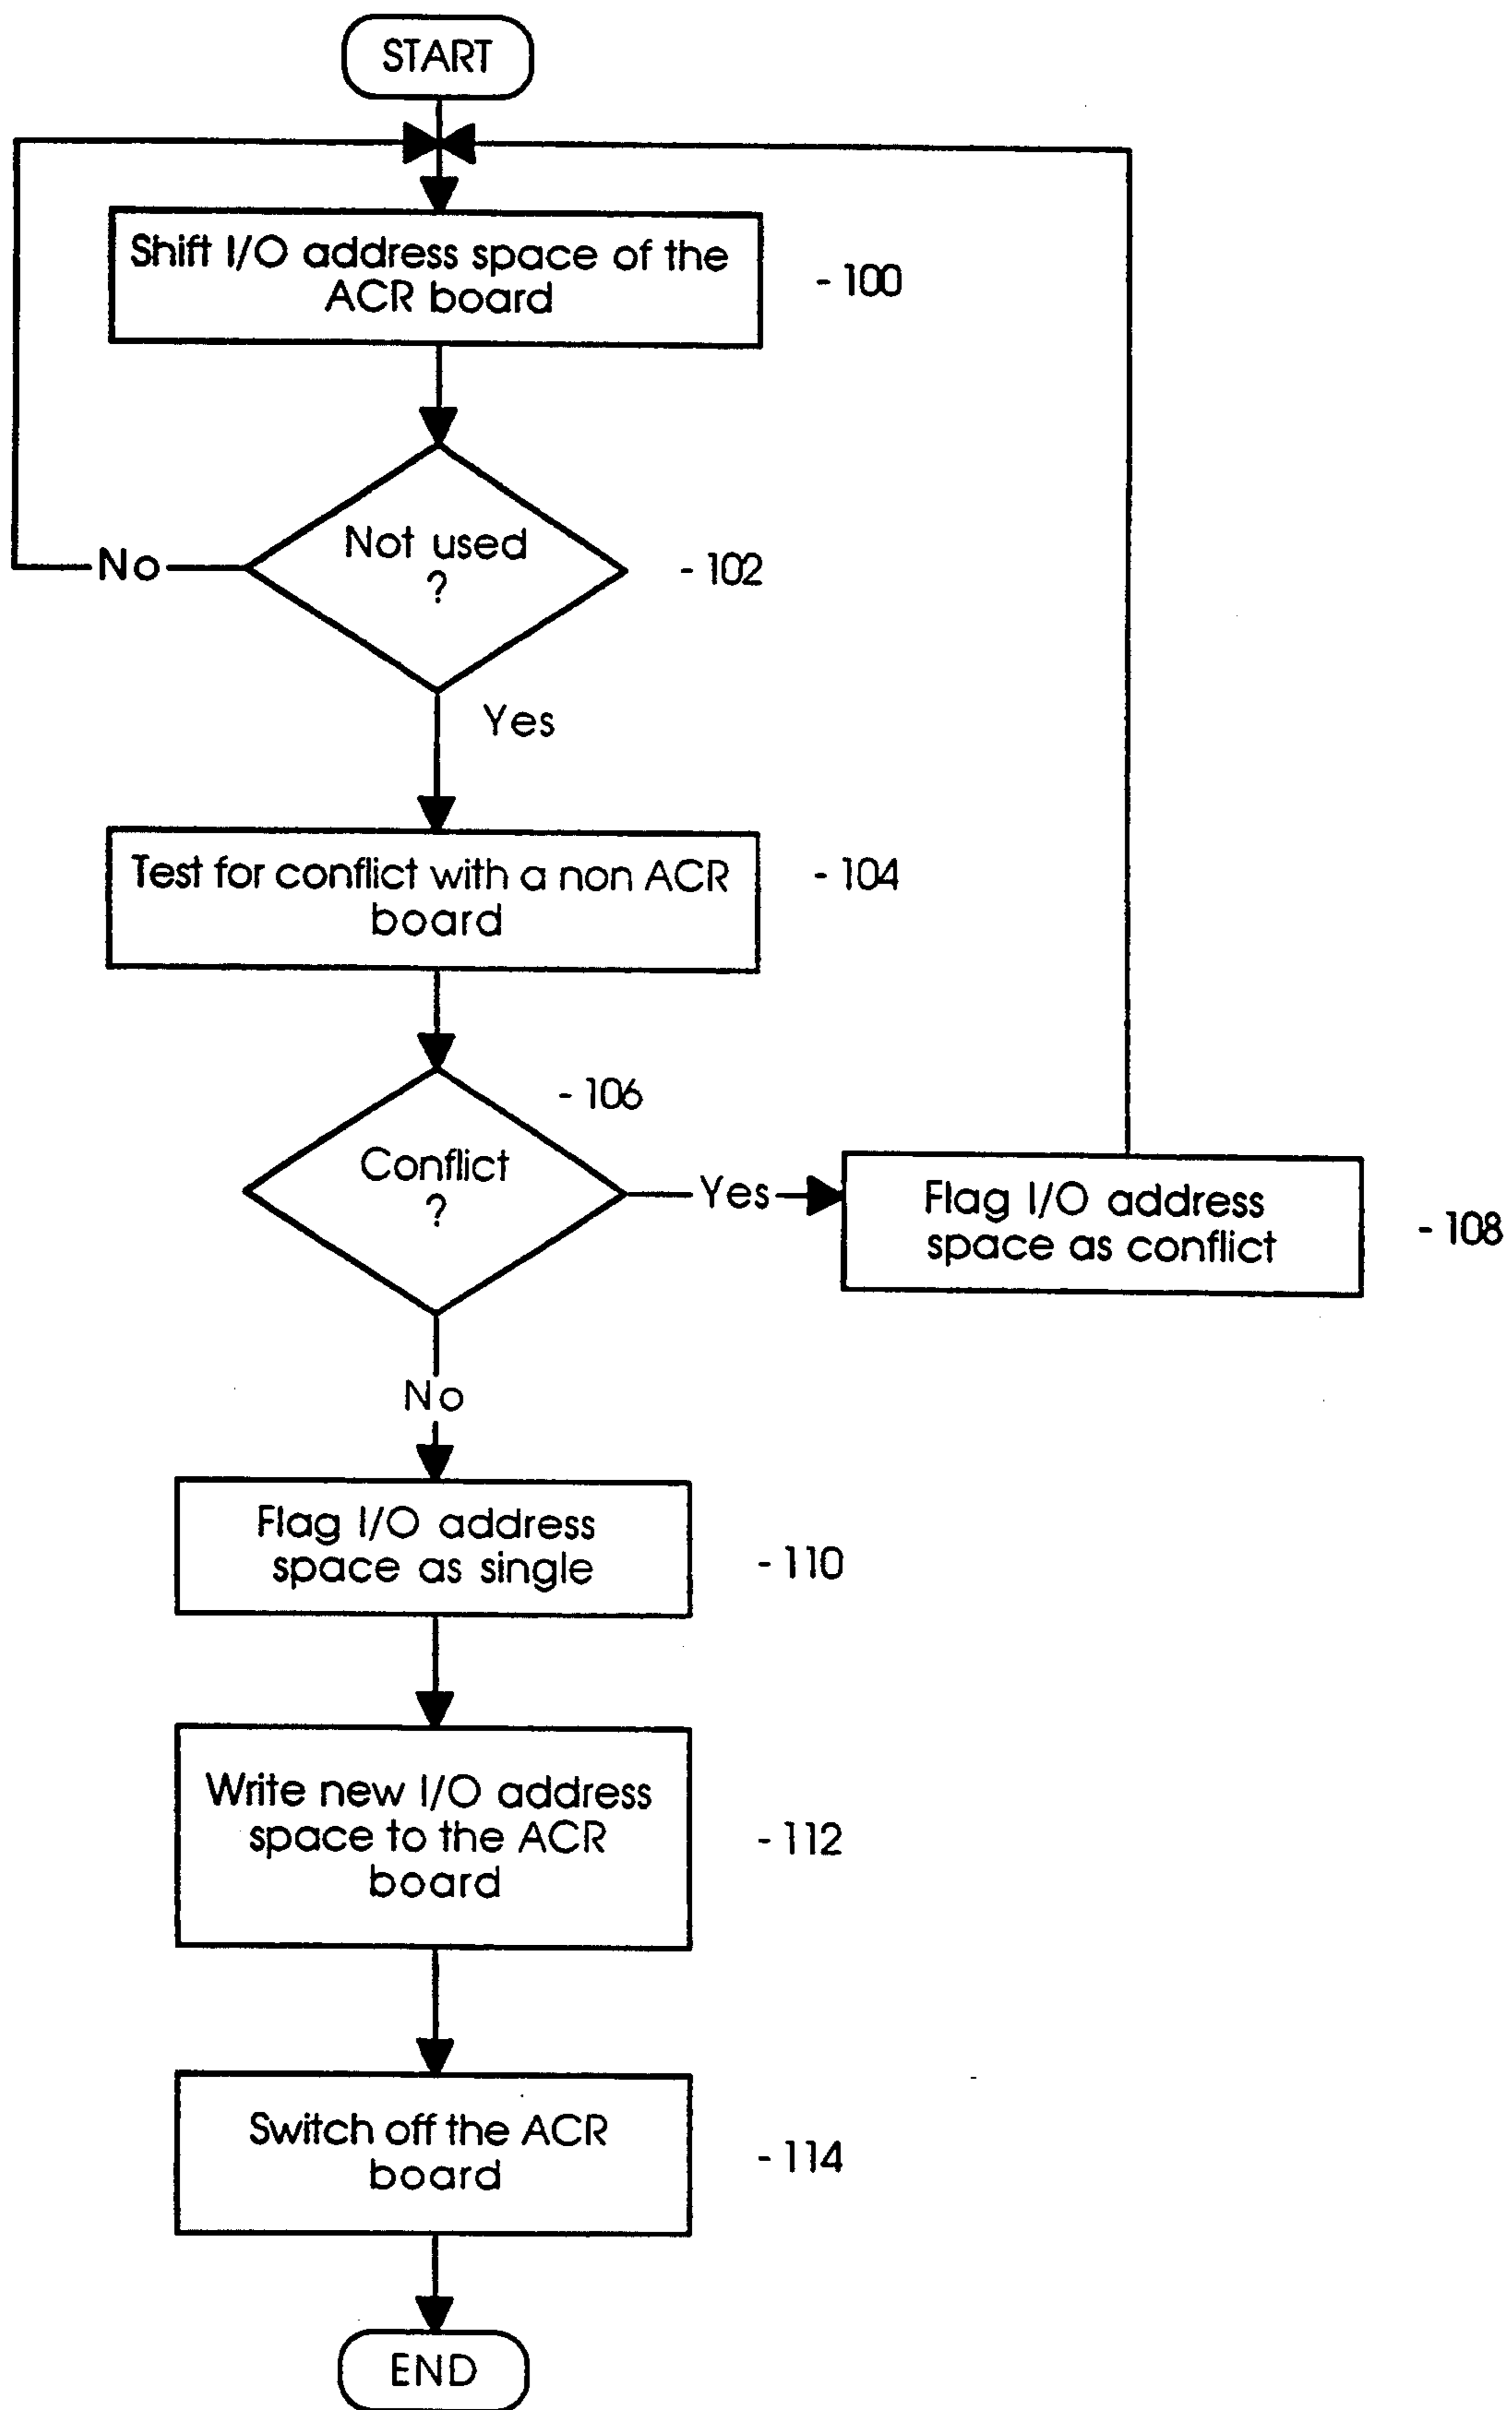 START
Shift I/O address space of the
ACR board
- 100
Not used
?
- 102
No
Yes
Test for conflict with a non ACR
board
- 104
- 106
Conflict
?
Yes
Flag I/O address
space as conflict
- 108
No
Flag I/O address
space as single
- 110
Write new I/O address
space to the ACR
board
- 112
Switch off the ACR
board
- 114
END